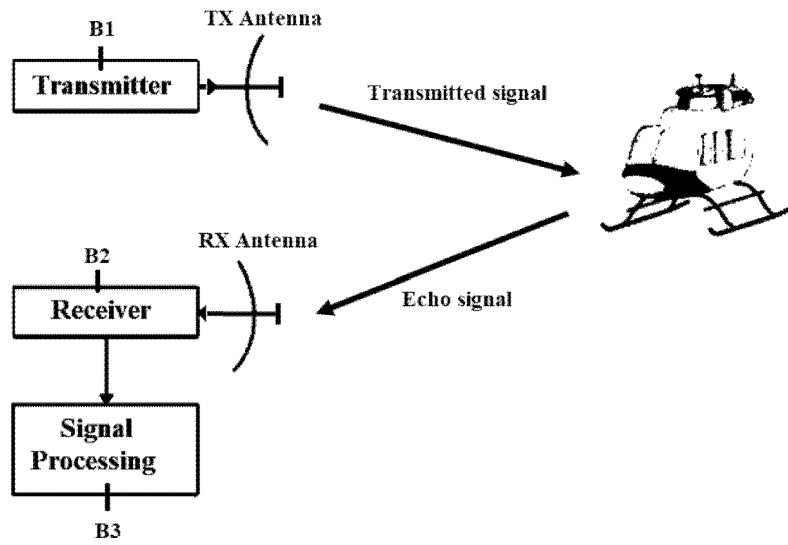 TX Antenna
B1
Transmitter
Transmitted signal
RX Antenna
B2
Receiver
Echo signal
Signal
Processing
B3